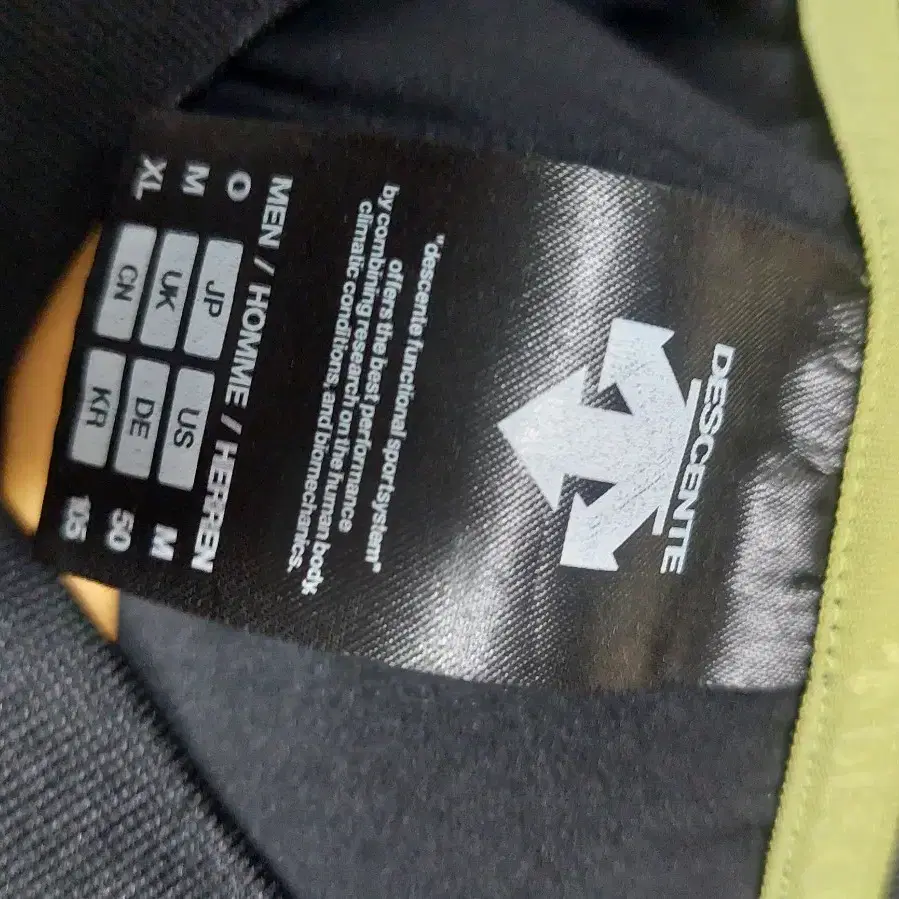 DESCENTE
"descente functional sportsystem"
offers the best performance
by combining research on the human body,
climatic conditions, and biomechanics.
MEN / HOMME / HERREN
O JP US M
M UK DE 50
XL CN KR 105